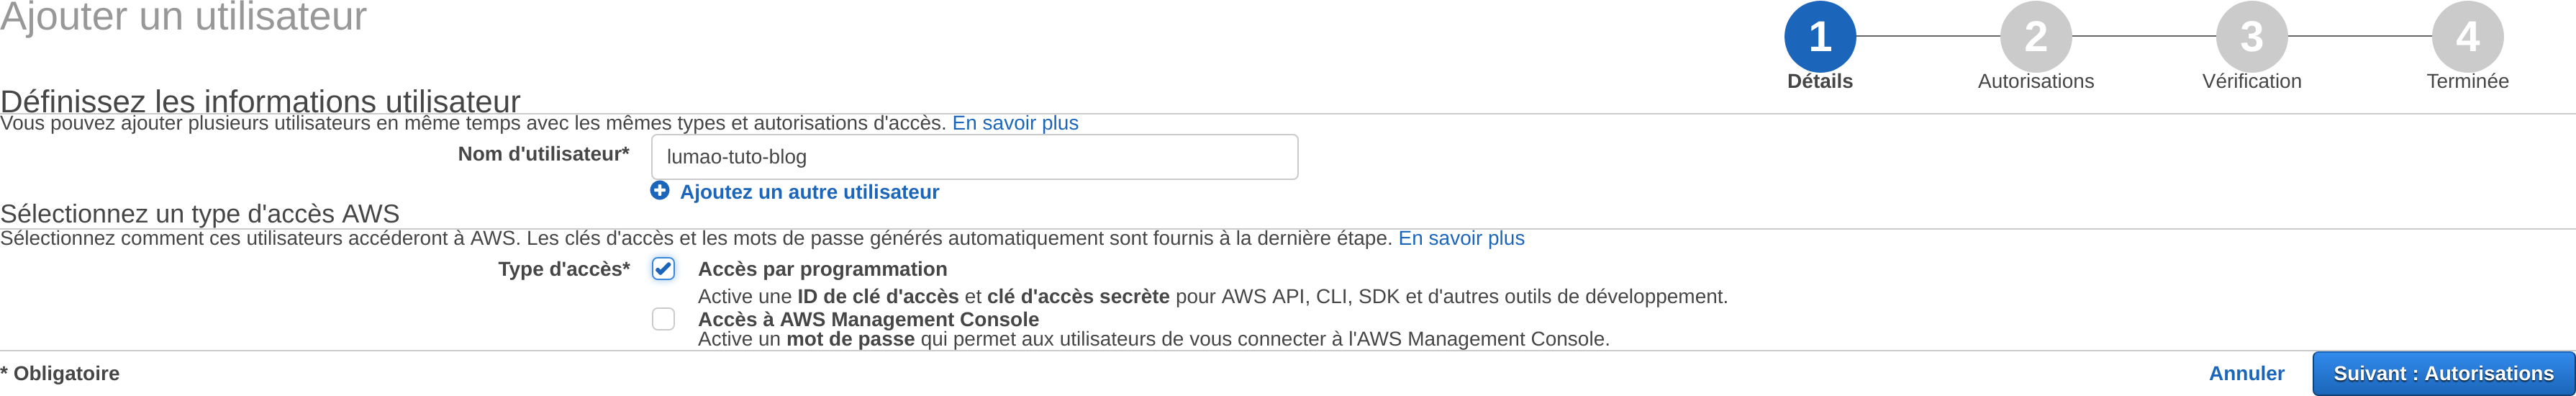 Ajouter un utilisateur
1 2 3 4
Détails Autorisations Vérification Terminée
Définissez les informations utilisateur
Vous pouvez ajouter plusieurs utilisateurs en même temps avec les mêmes types et autorisations d'accès. En savoir plus
Nom d'utilisateur* lumao-tuto-blog
Ajoutez un autre utilisateur
Sélectionnez un type d'accès AWS
Sélectionnez comment ces utilisateurs accéderont à AWS. Les clés d'accès et les mots de passe générés automatiquement sont fournis à la dernière étape. En savoir plus
Type d'accès* Accès par programmation
Active une ID de clé d'accès et clé d'accès secrète pour AWS API, CLI, SDK et d'autres outils de développement.
Accès à AWS Management Console
Active un mot de passe qui permet aux utilisateurs de vous connecter à l'AWS Management Console.
* Obligatoire Annuler Suivant : Autorisations